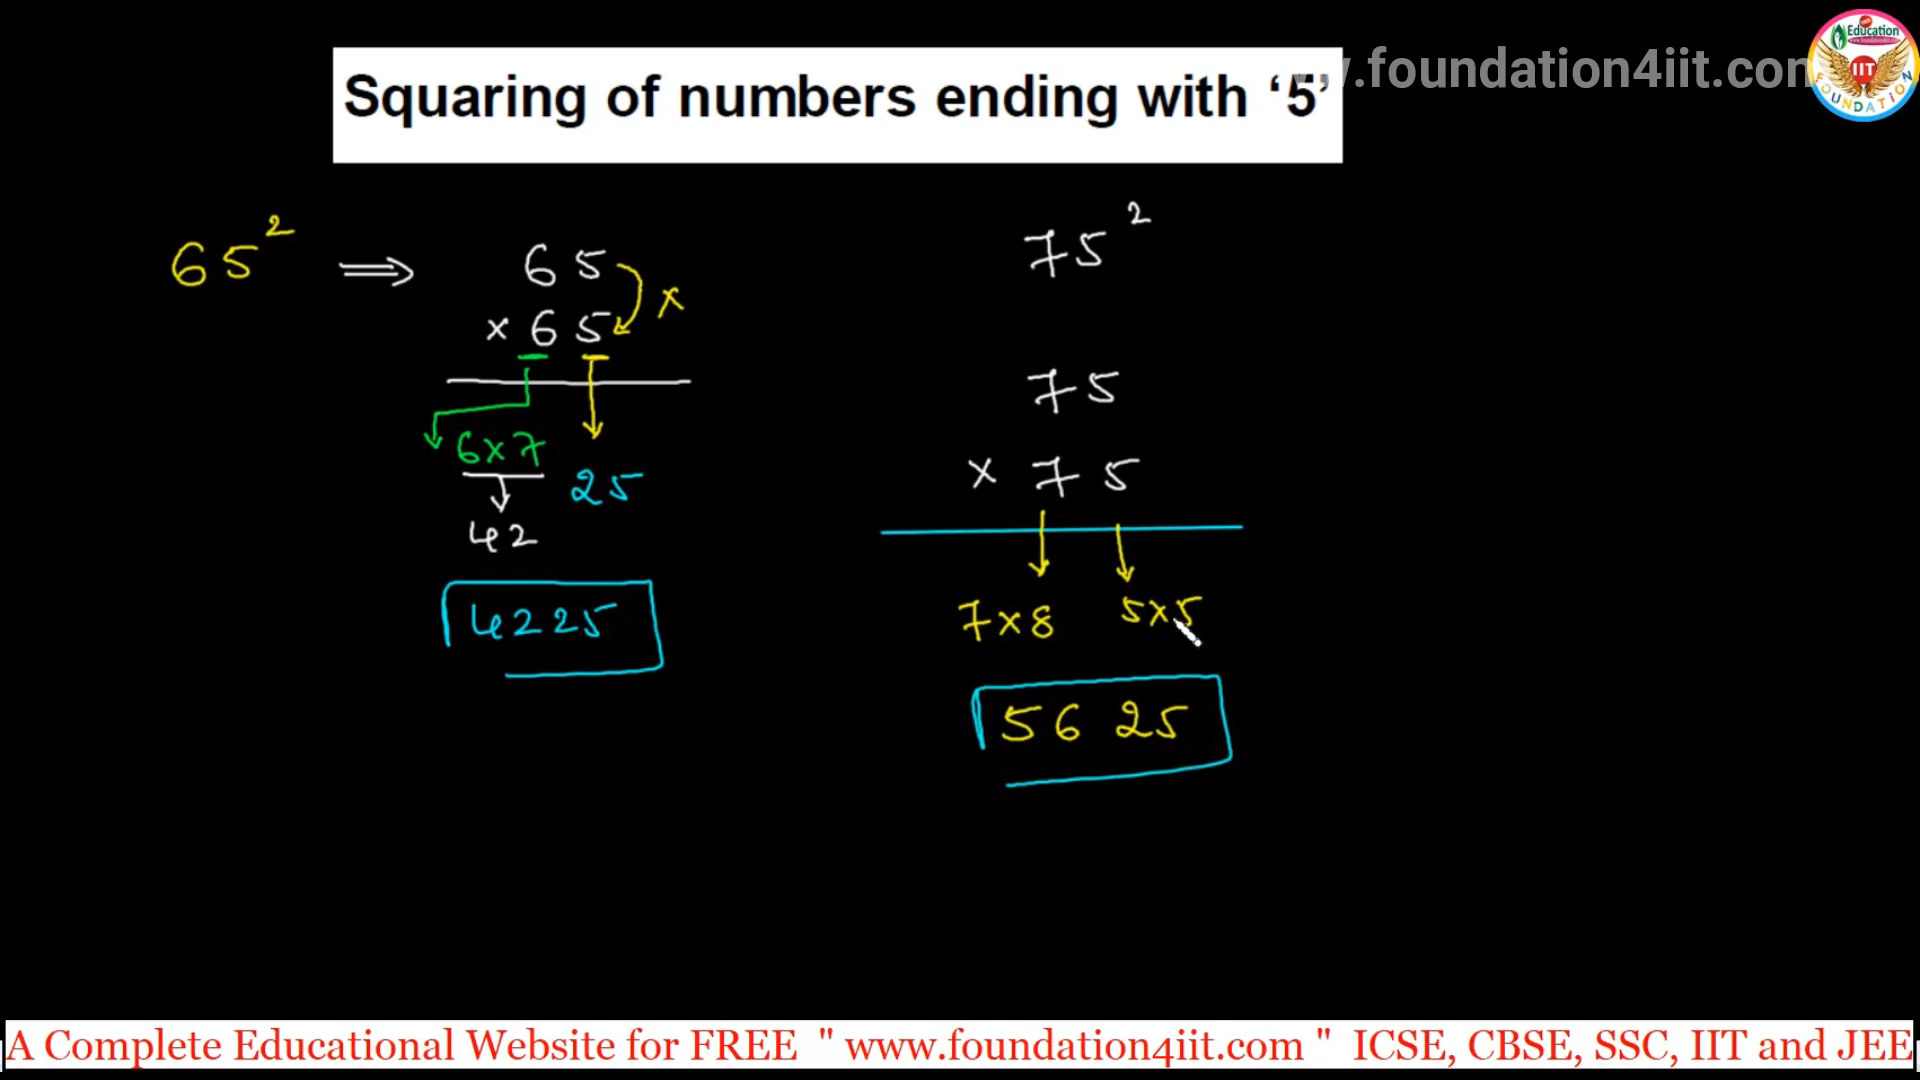 www.foundation4iit.com
Education
IIT
FOUNDATION
Squaring of numbers ending with ‘5’
65² ⟹ 65
× 65 ×
6×7 25
42
4225
75²
75
× 75
7×8 5×5
5625
A Complete Educational Website for FREE " www.foundation4iit.com " ICSE, CBSE, SSC, IIT and JEE